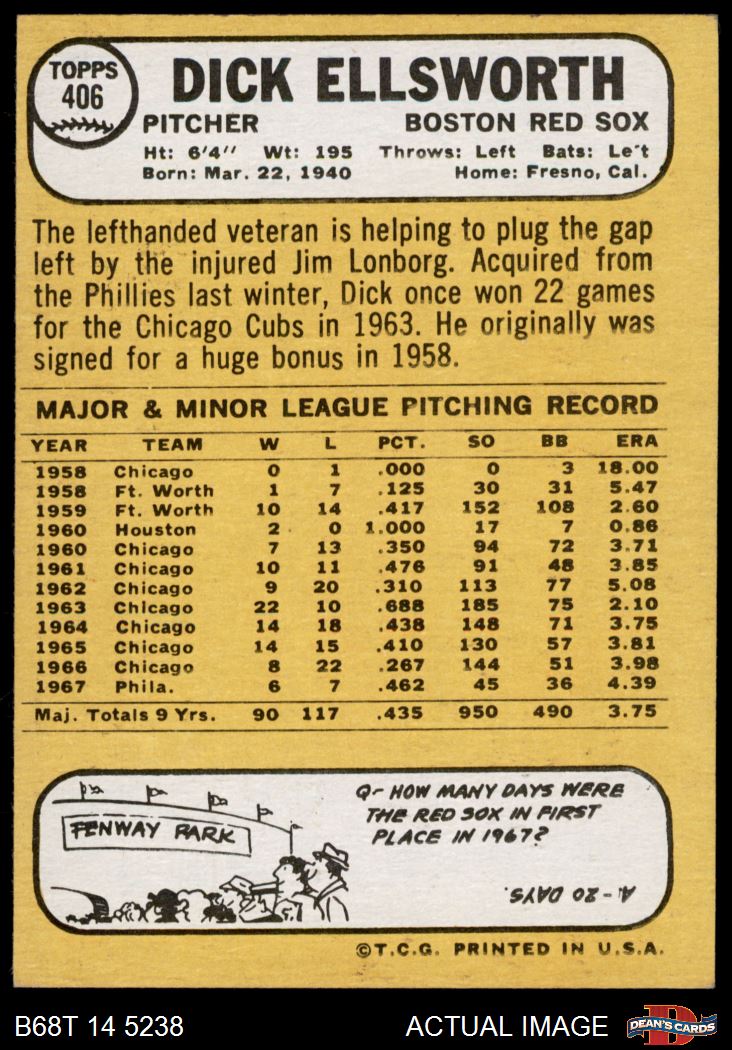 TOPPS
406
DICK ELLSWORTH
PITCHER BOSTON RED SOX
Ht: 6'4" Wt: 195 Throws: Left Bats: Le't
Born: Mar. 22, 1940 Home: Fresno, Cal.
The lefthanded veteran is helping to plug the gap
left by the injured Jim Lonborg. Acquired from
the Phillies last winter, Dick once won 22 games
for the Chicago Cubs in 1963. He originally was
signed for a huge bonus in 1958.
MAJOR & MINOR LEAGUE PITCHING RECORD
YEAR TEAM W L PCT. SO BB ERA
1958 Chicago 0 1 .000 0 3 18.00
1958 Ft. Worth 1 7 .125 30 31 5.47
1959 Ft. Worth 10 14 .417 152 108 2.60
1960 Houston 2 0 1.000 17 7 0.86
1960 Chicago 7 13 .350 94 72 3.71
1961 Chicago 10 11 .476 91 48 3.85
1962 Chicago 9 20 .310 113 77 5.08
1963 Chicago 22 10 .688 185 75 2.10
1964 Chicago 14 18 .438 148 71 3.75
1965 Chicago 14 15 .410 130 57 3.81
1966 Chicago 8 22 .267 144 51 3.98
1967 Phila. 6 7 .462 45 36 4.39
Maj. Totals 9 Yrs. 90 117 .435 950 490 3.75
FENWAY PARK
Q- HOW MANY DAYS WERE
THE RED SOX IN FIRST
PLACE IN 1967?
A-20 DAYS.
©T.C.G. PRINTED IN U.S.A.
B68T 14 5238 ACTUAL IMAGE
D
DEAN'S CARDS